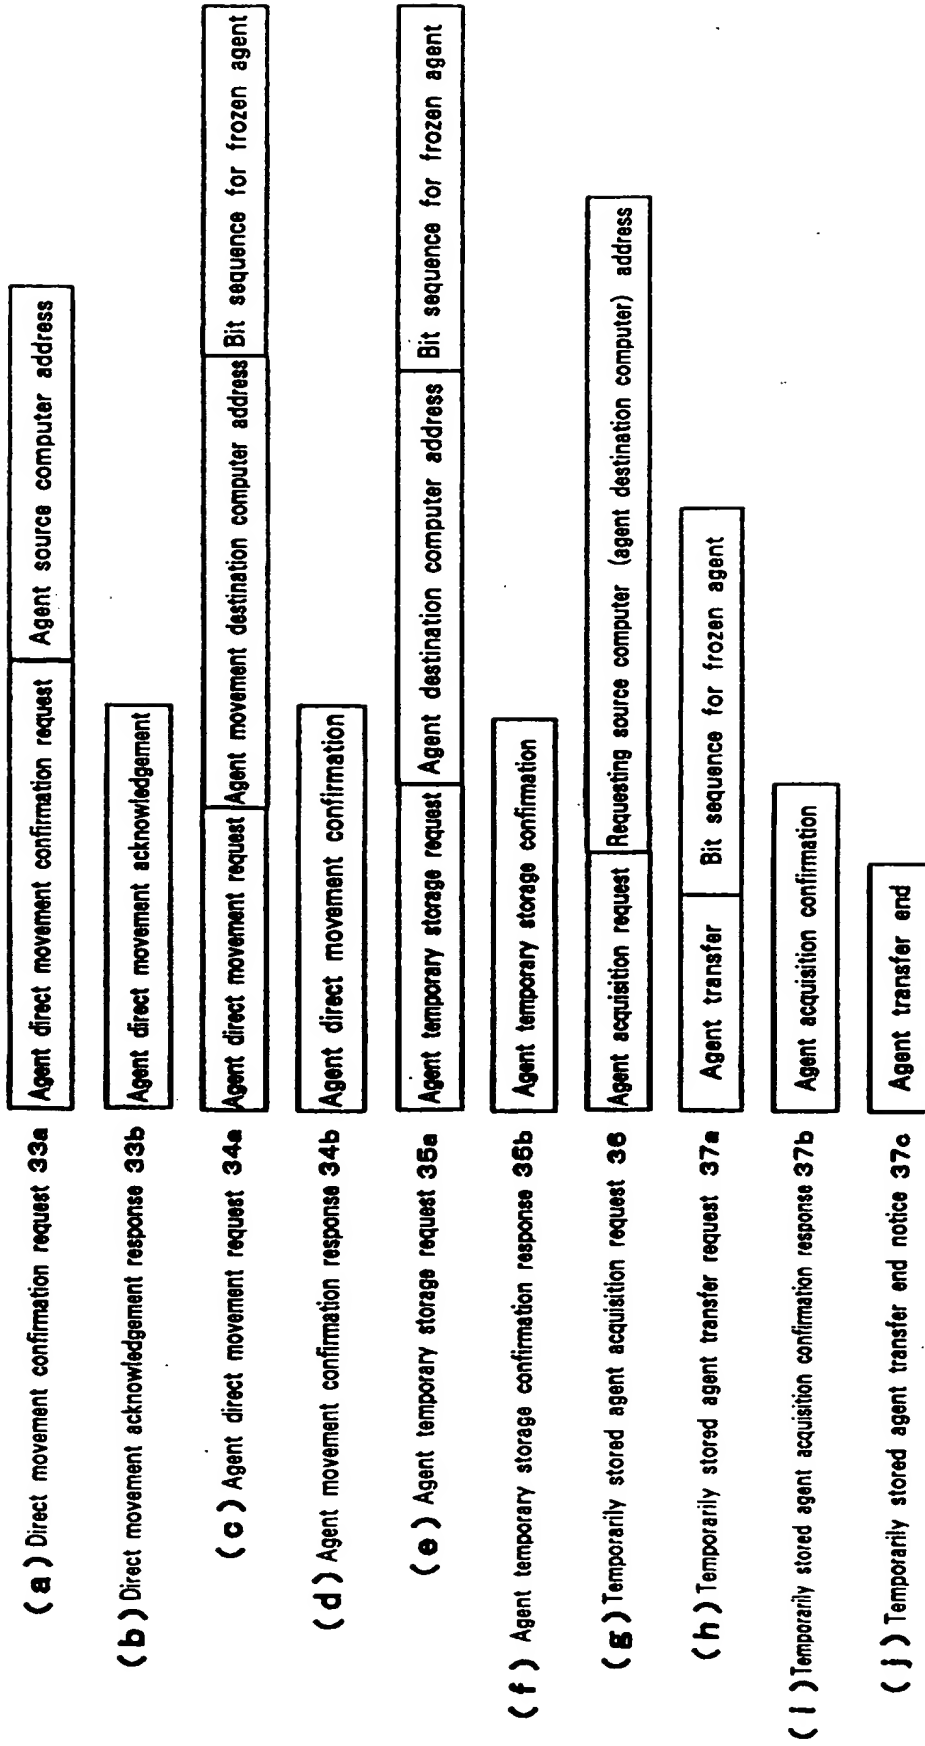 (a) Direct movement confirmation request 33a
Agent direct movement confirmation request
Agent source computer address
(b) Direct movement acknowledgement response 33b
Agent direct movement acknowledgement
(c) Agent direct movement request 34a
Agent direct movement request
Agent movement destination computer address
Bit sequence for frozen agent
(d) Agent movement confirmation response 34b
Agent direct movement confirmation
(e) Agent temporary storage request 35a
Agent temporary storage request
Agent destination computer address
Bit sequence for frozen agent
(f) Agent temporary storage confirmation response 35b
Agent temporary storage confirmation
(g) Temporarily stored agent acquisition request 36
Agent acquisition request
Requesting source computer (agent destination computer) address
(h) Temporarily stored agent transfer request 37a
Agent transfer
Bit sequence for frozen agent
(i) Temporarily stored agent acquisition confirmation response 37b
Agent acquisition confirmation
(j) Temporarily stored agent transfer end notice 37c
Agent transfer end